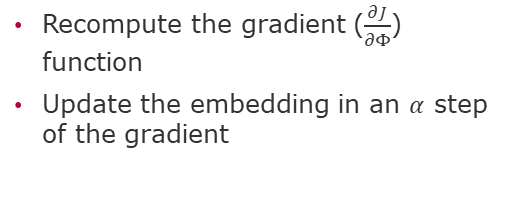 • Recompute the gradient (∂J/∂Φ)
function
• Update the embedding in an α step
of the gradient